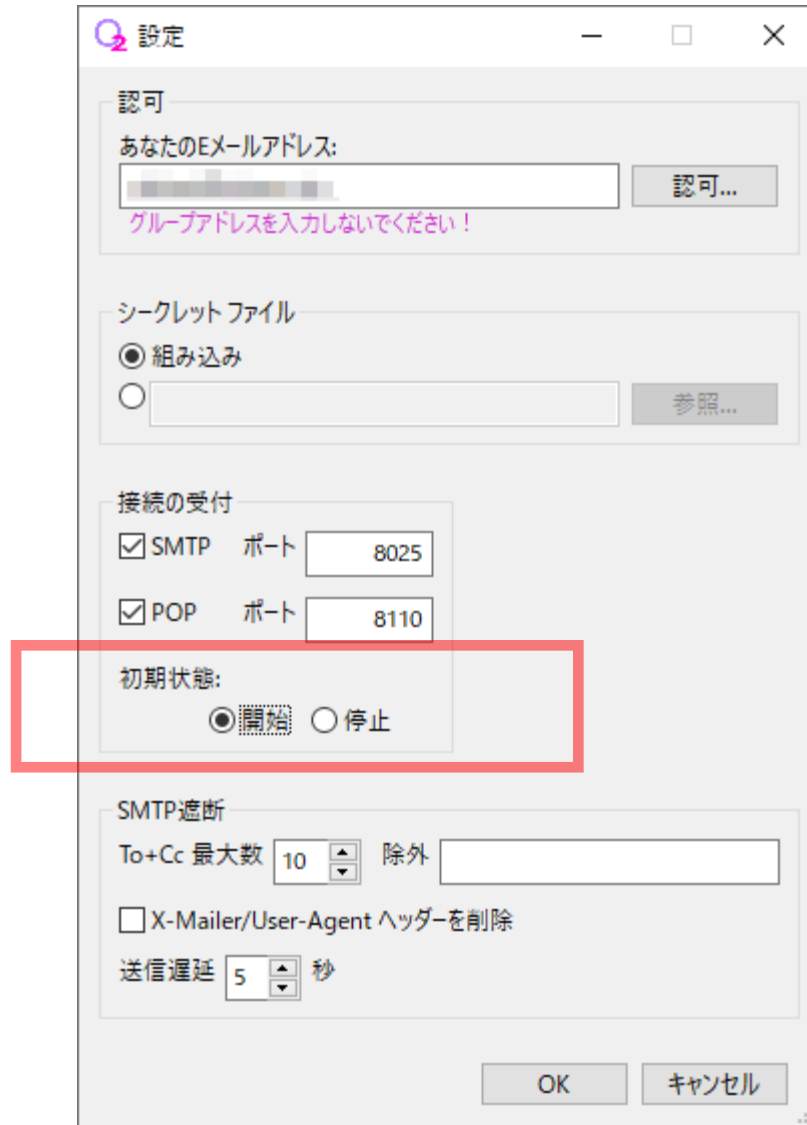 設定
認可
あなたのEメールアドレス:
認可...
グループアドレスを入力しないでください！
シークレット ファイル
組み込み
参照...
接続の受付
SMTP ポート 8025
POP ポート 8110
初期状態:
開始 停止
SMTP遮断
To+Cc 最大数 10 除外
X-Mailer/User-Agent ヘッダーを削除
送信遅延 5 秒
OK キャンセル